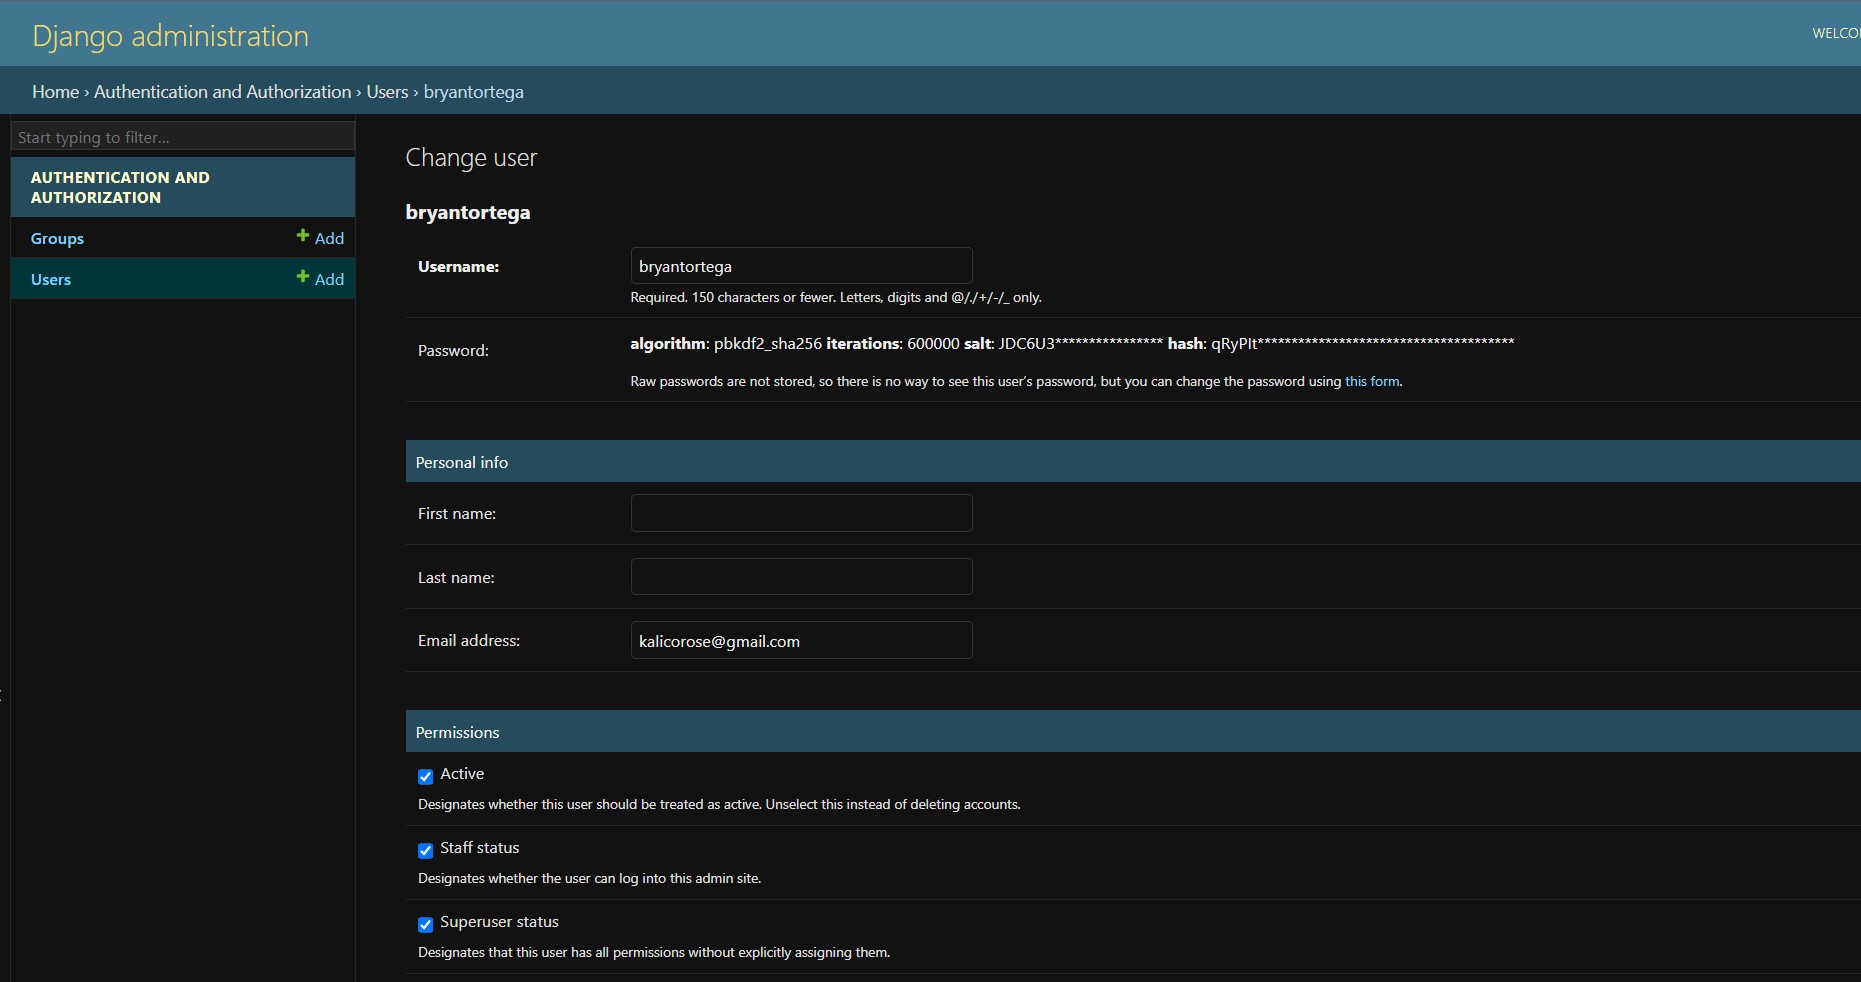 Django administration
WELCO
Home › Authentication and Authorization › Users › bryantortega
Start typing to filter...
AUTHENTICATION AND
AUTHORIZATION
Groups + Add
Users + Add
Change user
bryantortega
Username: bryantortega
Required. 150 characters or fewer. Letters, digits and @/./+/-/_ only.
Password: algorithm: pbkdf2_sha256 iterations: 600000 salt: JDC6U3**************** hash: qRyPIt**************************************
Raw passwords are not stored, so there is no way to see this user’s password, but you can change the password using this form.
Personal info
First name:
Last name:
Email address: kalicorose@gmail.com
Permissions
Active
Designates whether this user should be treated as active. Unselect this instead of deleting accounts.
Staff status
Designates whether the user can log into this admin site.
Superuser status
Designates that this user has all permissions without explicitly assigning them.